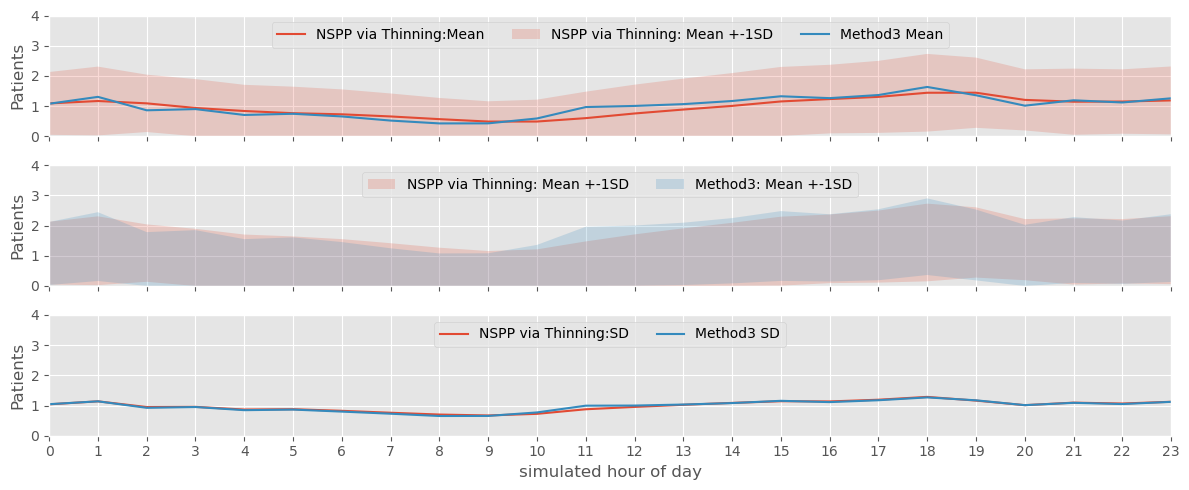 4
NSPP via Thinning:Mean NSPP via Thinning: Mean +-1SD Method3 Mean
3
Patients
2
1
0
4
NSPP via Thinning: Mean +-1SD Method3: Mean +-1SD
3
Patients
2
1
0
4
NSPP via Thinning:SD Method3 SD
3
Patients
2
1
0
0 1 2 3 4 5 6 7 8 9 10 11 12 13 14 15 16 17 18 19 20 21 22 23
simulated hour of day